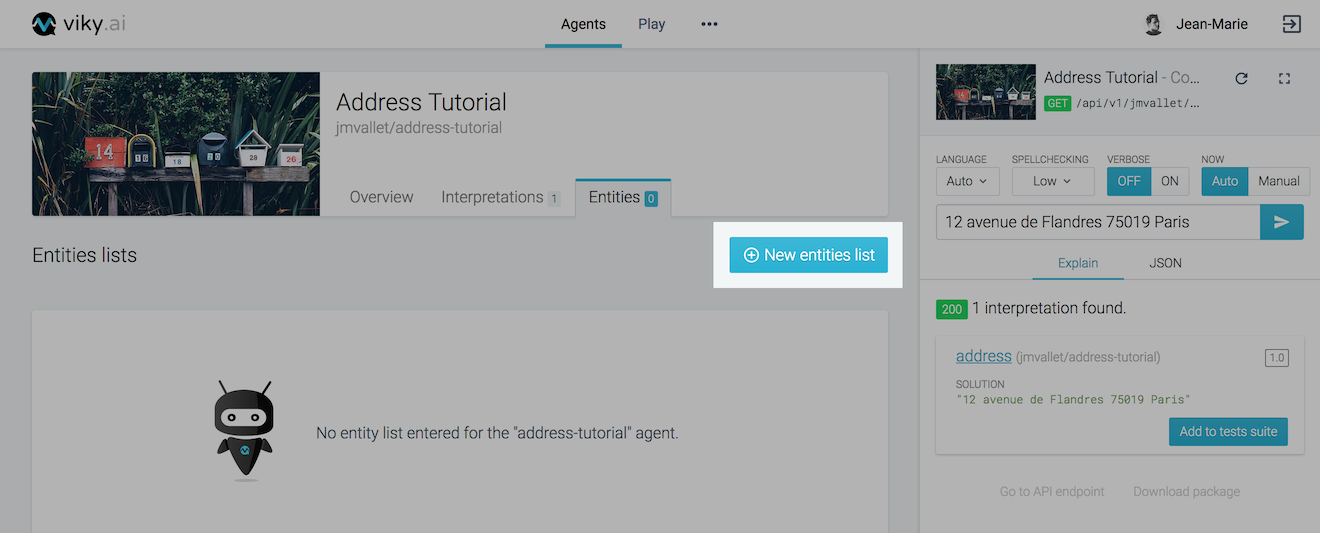 viky.ai
Agents
Play
Jean-Marie
Address Tutorial
jmvallet/address-tutorial
14
16
18
20
28
26
Overview
Interpretations 1
Entities 0
Entities lists
New entities list
No entity list entered for the "address-tutorial" agent.
Address Tutorial - Co...
GET /api/v1/jmvallet/...
LANGUAGE SPELLCHECKING VERBOSE NOW
Auto Low OFF ON Auto Manual
12 avenue de Flandres 75019 Paris
Explain JSON
200 1 interpretation found.
address (jmvallet/address-tutorial) 1.0
SOLUTION
"12 avenue de Flandres 75019 Paris"
Add to tests suite
Go to API endpoint Download package